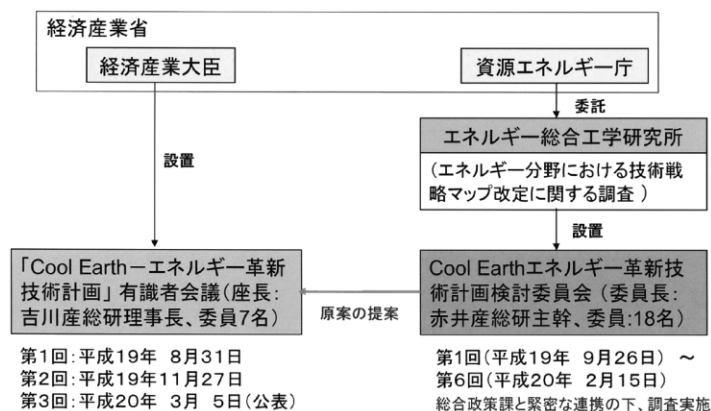 経済産業省
経済産業大臣
資源エネルギー庁
委託
エネルギー総合工学研究所
(エネルギー分野における技術戦
略マップ改定に関する調査 )
設置
設置
「Cool Earth－エネルギー革新
技術計画」 有識者会議(座長:
吉川産総研理事長、委員7名)
原案の提案
Cool Earthエネルギー革新技
術計画検討委員会 (委員長:
赤井産総研主幹、委員:18名)
第1回:平成19年 8月31日
第2回:平成19年11月27日
第3回:平成20年 3月 5日(公表)
第1回(平成19年 9月26日) ～
第6回(平成20年 2月15日)
総合政策課と緊密な連携の下、調査実施